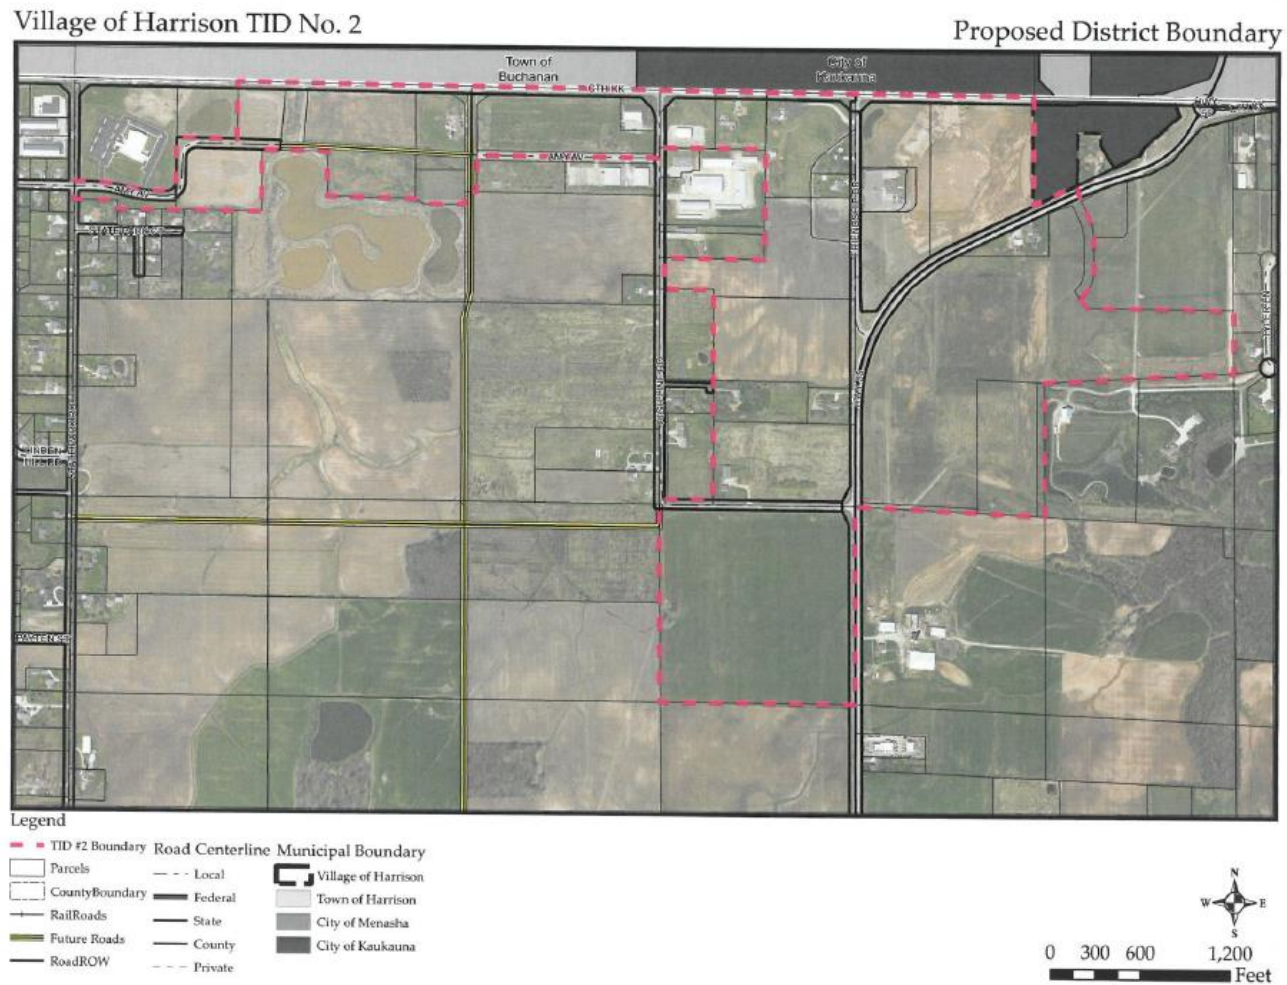 Village of Harrison TID No. 2
Proposed District Boundary
Town of
Buchanan
City of
Kaukauna
CTH KK
AMY AV
AMY AV
Legend
TID #2 Boundary
Parcels
CountyBoundary
RailRoads
Future Roads
RoadROW
Road Centerline
Local
Federal
State
County
Private
Municipal Boundary
Village of Harrison
Town of Harrison
City of Menasha
City of Kaukauna
N
W E
S
0 300 600 1,200
Feet